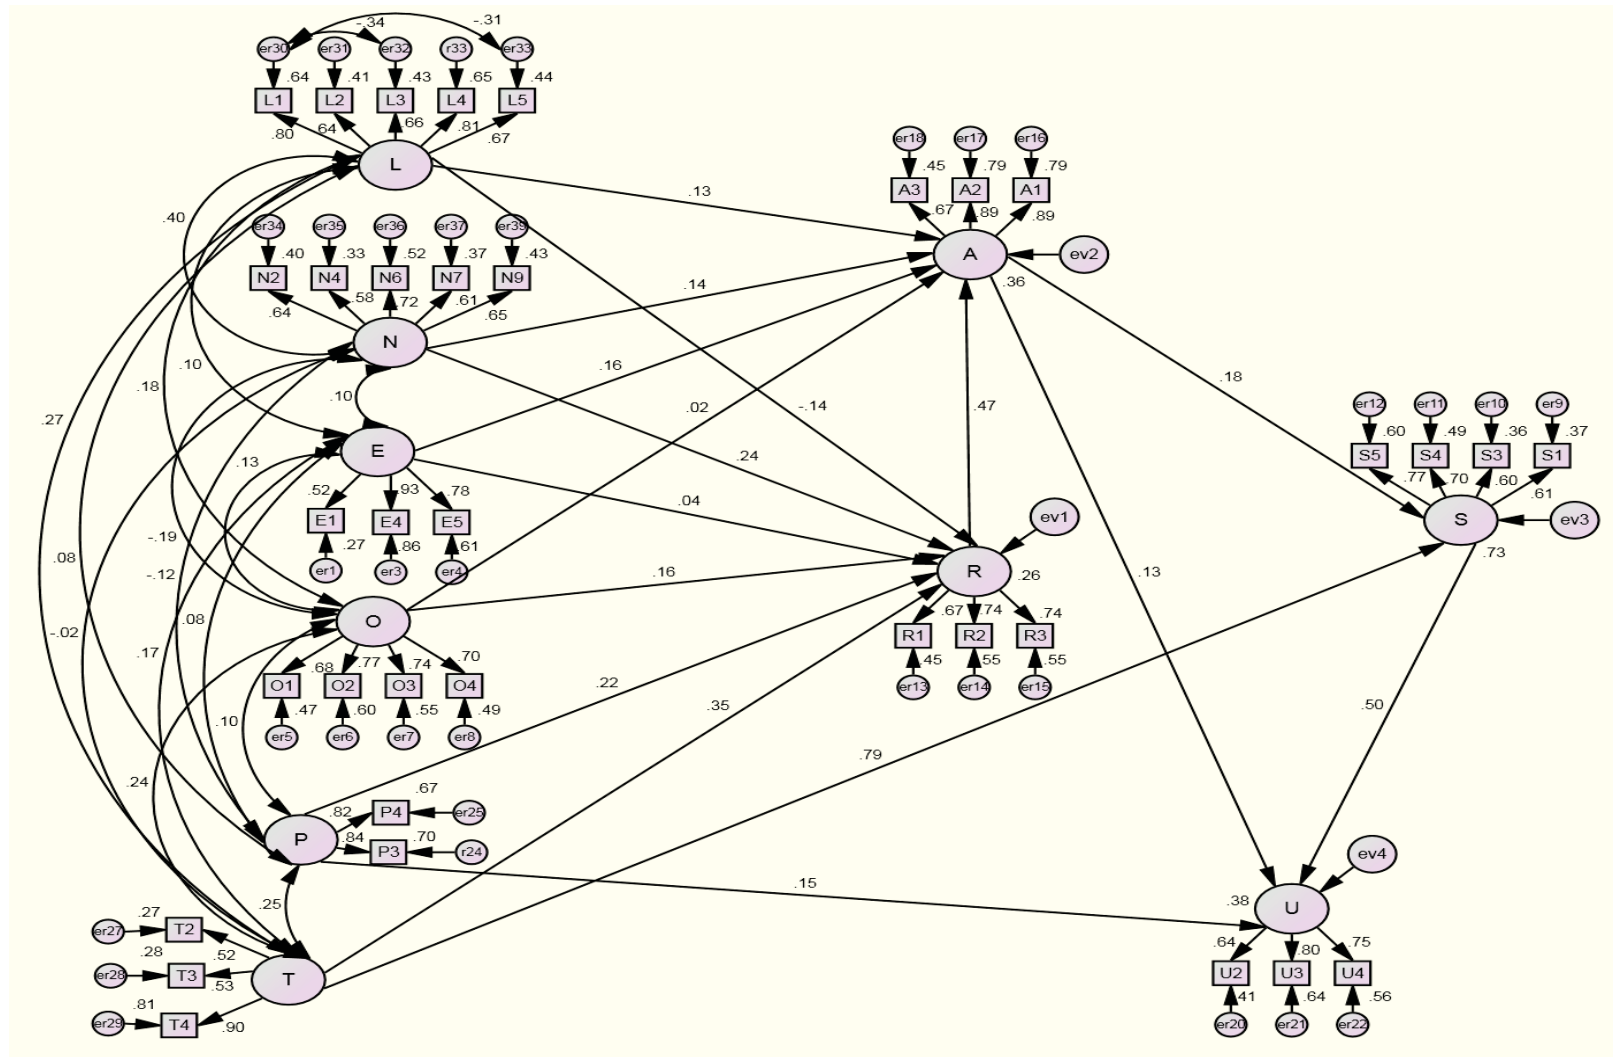 -.34 -.31
er30 er31 er32 r33 er33
.64 .41 .43 .65 .44
L1 L2 L3 L4 L5
.80 64 .66 .81 .67
L
er18 er17 er16
.45 .79 .79
A3 A2 A1
.67 .89 .89
A ev2
.36
.13
.40
er34 er35 er36 er37 er39
.40 .33 .52 .37 .43
N2 N4 N6 N7 N9
.64 .58 .72 .61 .65
N
.14
.10 .18 .10
.16
.02 -.14
.47
.18
.27
er12 er11 er10 er9
.60 .49 .36 .37
S5 S4 S3 S1
.77 .70 .60 .61
S ev3
.73
E
.13
.24
.52 .93 .78
E1 E4 E5
.27 .86 .61
er1 er3 er4
.04
ev1
-.19
.08 -.12
.16
R
.26
.13
O
.08
-.02 .17
.67 .74 .74
R1 R2 R3
.45 .55 .55
er13 er14 er15
.68 .77 .74 .70
O1 O2 O3 O4
.47 .60 .55 .49
er5 er6 er7 er8
.22
.35
.50
.10
.79
.24
.67
.82 P4 er25
P
.84 .70
P3 r24
ev4
.15
.25
.38 U
.27
er27 T2
.52
.28
er28 T3
.53
T
.81
er29 T4
.90
.64 .80 .75
U2 U3 U4
41 .64 .56
er20 er21 er22